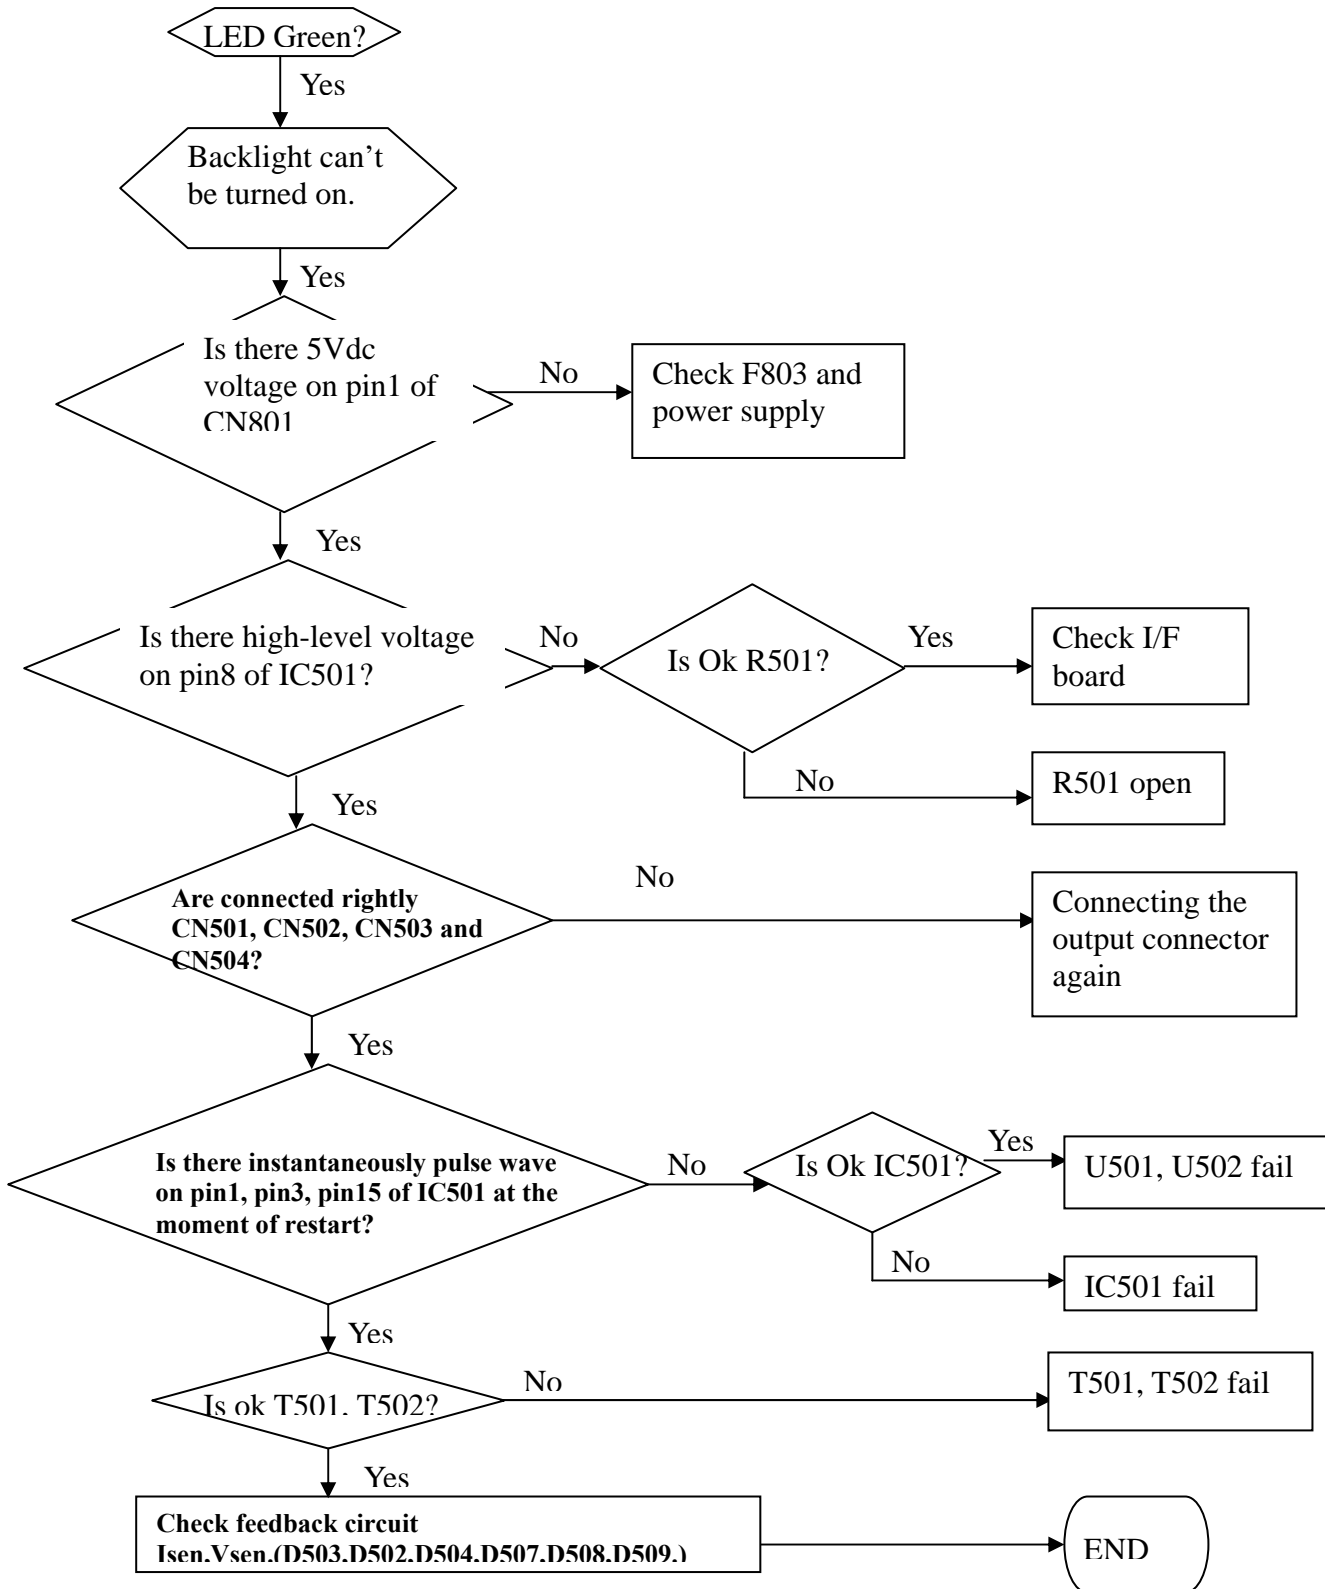 LED Green?
Yes
Backlight can’t
be turned on.
Yes
Is there 5Vdc
voltage on pin1 of
CN801
No
Check F803 and
power supply
Yes
Is there high-level voltage
on pin8 of IC501?
No
Is Ok R501?
Yes
Check I/F
board
No
R501 open
Yes
Are connected rightly
CN501, CN502, CN503 and
CN504?
No
Connecting the
output connector
again
Yes
Is there instantaneously pulse wave
on pin1, pin3, pin15 of IC501 at the
moment of restart?
No
Is Ok IC501?
Yes
U501, U502 fail
No
IC501 fail
Yes
Is ok T501, T502?
No
T501, T502 fail
Yes
Check feedback circuit
Isen,Vsen,(D503,D502,D504,D507,D508,D509,)
END